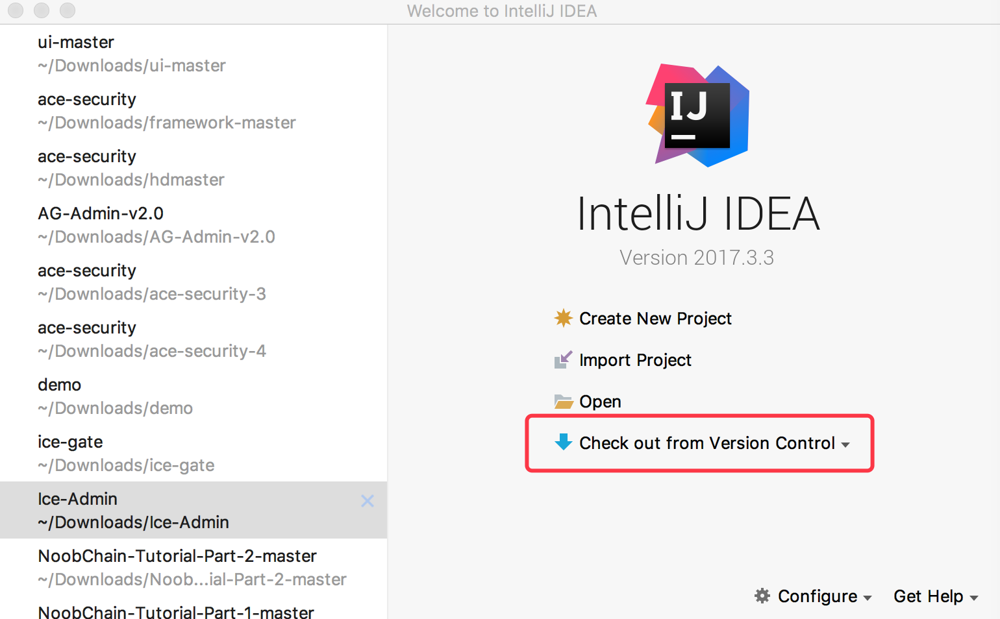 Welcome to IntelliJ IDEA
ui-master
~/Downloads/ui-master
ace-security
~/Downloads/framework-master
ace-security
~/Downloads/hdmaster
AG-Admin-v2.0
~/Downloads/AG-Admin-v2.0
ace-security
~/Downloads/ace-security-3
ace-security
~/Downloads/ace-security-4
demo
~/Downloads/demo
ice-gate
~/Downloads/ice-gate
Ice-Admin
~/Downloads/Ice-Admin
NoobChain-Tutorial-Part-2-master
~/Downloads/Noob...ial-Part-2-master
NoobChain-Tutorial-Part-1-master
IJ
IntelliJ IDEA
Version 2017.3.3
Create New Project
Import Project
Open
Check out from Version Control
Configure
Get Help